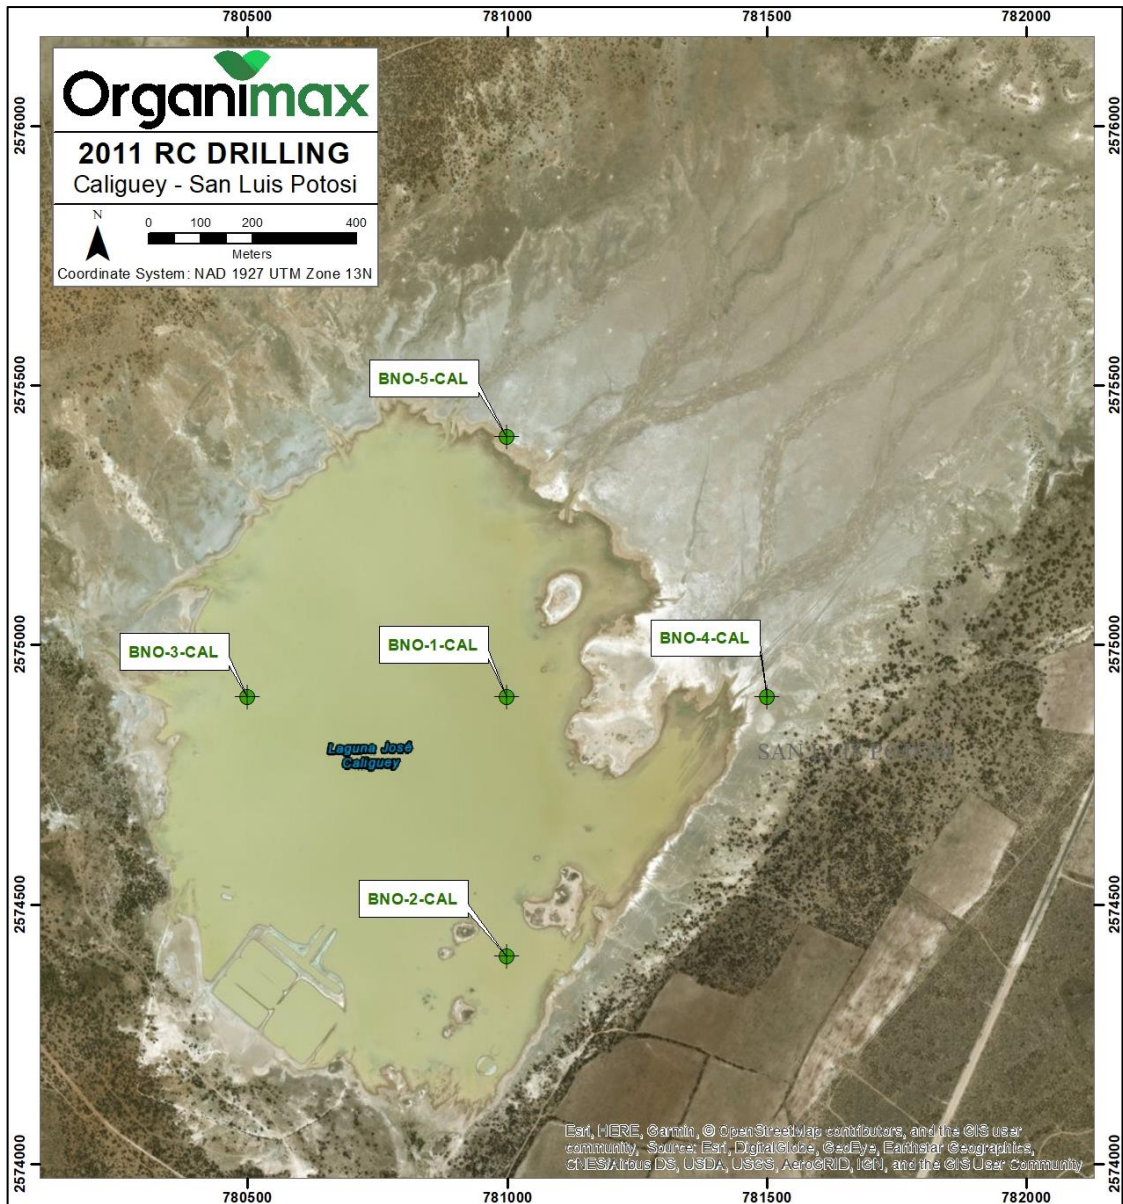 780500
781000
781500
782000
Organimax
2011 RC DRILLING
Caliguey - San Luis Potosi
N
0 100 200 400
Meters
Coordinate System: NAD 1927 UTM Zone 13N
2576000
2576000
2575500
2575500
BNO-5-CAL
2575000
2575000
BNO-3-CAL
BNO-1-CAL
BNO-4-CAL
Laguna José
Caliguey
SAN LUIS POTOSI
2574500
2574500
BNO-2-CAL
2574000
2574000
Esri, HERE, Garmin, © OpenStreetMap contributors, and the GIS user
community, Source: Esri, DigitalGlobe, GeoEye, Earthstar Geographics,
CNES/Airbus DS, USDA, USGS, AeroGRID, IGN, and the GIS User Community
780500
781000
781500
782000